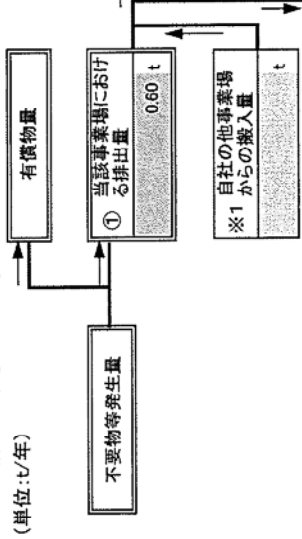 (単位:t/年)
不要物等発生量
有償物量
① 当該事業場におけ
る排出量
0.60 t
※1 自社の他事業場
からの搬入量
t